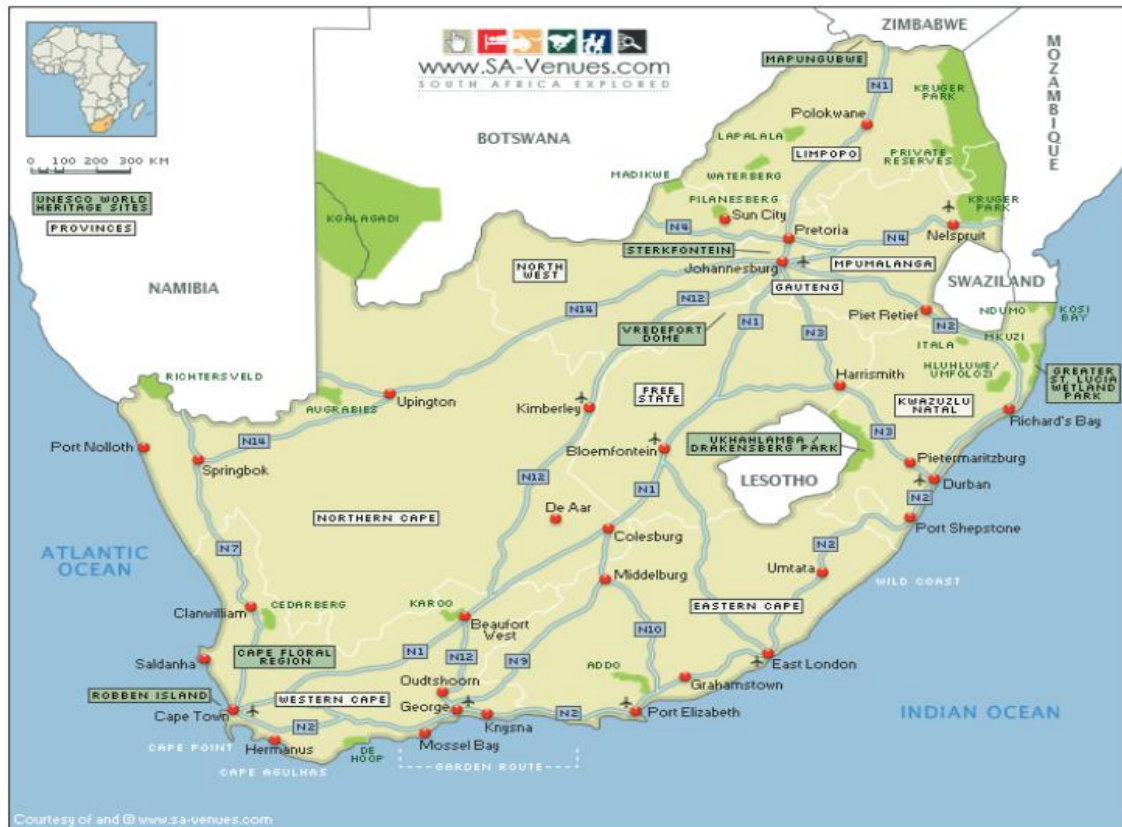 ZIMBABWE
MOZAMBIQUE
www.SA-Venues.com
SOUTH AFRICA EXPLORED
MAPUNGUBWE
N1
KRUGER
PARK
Polokwane
BOTSWANA
LAPALALA
LIMPOPO
PRIVATE
RESERVES
0 100 200 300 KM
MADIKWE
WATERBERG
UNESCO WORLD
HERITAGE SITES
PROVINCES
KGALAGADI
PILANESBERG
Sun City
KRUGER
PARK
N4
Pretoria
N4
Nelspruit
STERKFONTEIN
Johannesburg
MPUMALANGA
NORTH
WEST
GAUTENG
SWAZILAND
NAMIBIA
N14
N12
N1
N3
Piet Retief
N2
NDUMO
KOSI
BAY
VREDEFORT
DOME
ITALA
MKUZI
HLUHLUWE/
UMFOLOZI
GREATER
ST. LUCIA
WETLAND
PARK
RICHTERSVELD
AUGRABIES
Upington
Kimberley
FREE
STATE
Harrismith
KWAZUZLU
NATAL
Richard's Bay
Port Nolloth
N14
Springbok
Bloemfontein
UKHAHLAMBA /
DRAKENSBERG PARK
N3
Pietermaritzburg
N12
N1
LESOTHO
Durban
N2
De Aar
NORTHERN CAPE
Colesburg
Port Shepstone
ATLANTIC
OCEAN
N7
N2
Middelburg
Umtata
WILD COAST
Clanwilliam
CEDARBERG
KAROO
Beaufort
West
EASTERN CAPE
N10
Saldanha
CAPE FLORAL
REGION
N1
N12
N9
ADDO
East London
Oudtshoorn
Grahamstown
ROBBEN ISLAND
WESTERN CAPE
Cape Town
George
Knysna
N2
Port Elizabeth
INDIAN OCEAN
N2
CAPE POINT
Hermanus
DE
HOOP
Mossel Bay
GARDEN ROUTE
CAPE AGULHAS
Courtesy of and © www.sa-venues.com